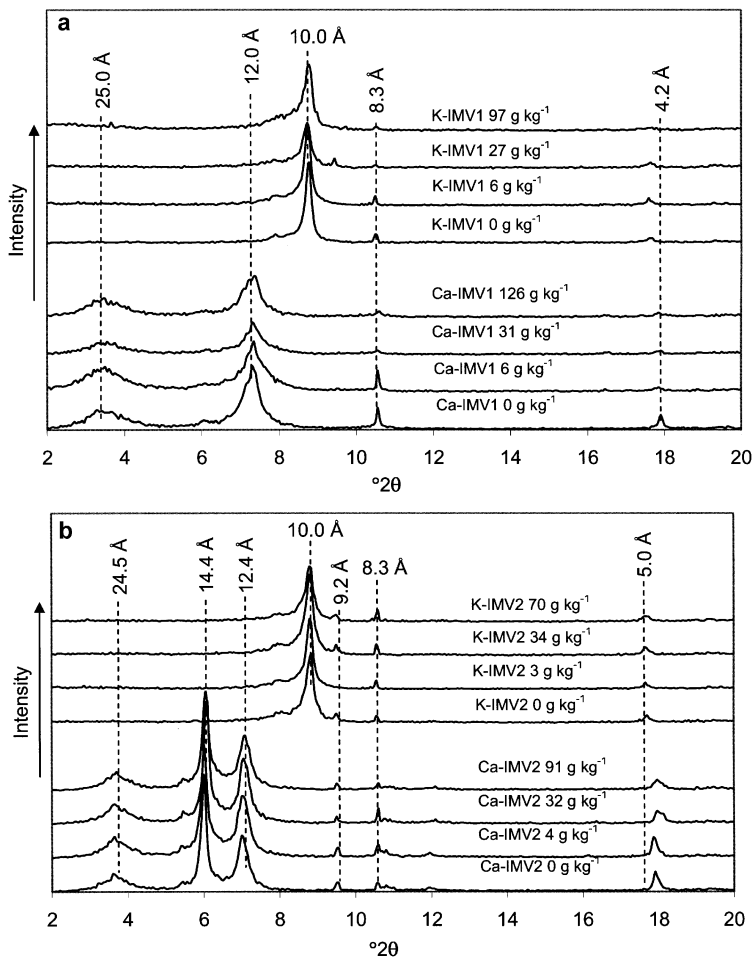 a
25.0 Å
12.0 Å
10.0 Å
8.3 Å
4.2 Å
K-IMV1 97 g kg-1
K-IMV1 27 g kg-1
K-IMV1 6 g kg-1
K-IMV1 0 g kg-1
Ca-IMV1 126 g kg-1
Ca-IMV1 31 g kg-1
Ca-IMV1 6 g kg-1
Ca-IMV1 0 g kg-1
Intensity
2 4 6 8 10 12 14 16 18 20
°2θ
b
24.5 Å
14.4 Å
12.4 Å
10.0 Å
9.2 Å
8.3 Å
5.0 Å
K-IMV2 70 g kg-1
K-IMV2 34 g kg-1
K-IMV2 3 g kg-1
K-IMV2 0 g kg-1
Ca-IMV2 91 g kg-1
Ca-IMV2 32 g kg-1
Ca-IMV2 4 g kg-1
Ca-IMV2 0 g kg-1
Intensity
2 4 6 8 10 12 14 16 18 20
°2θ